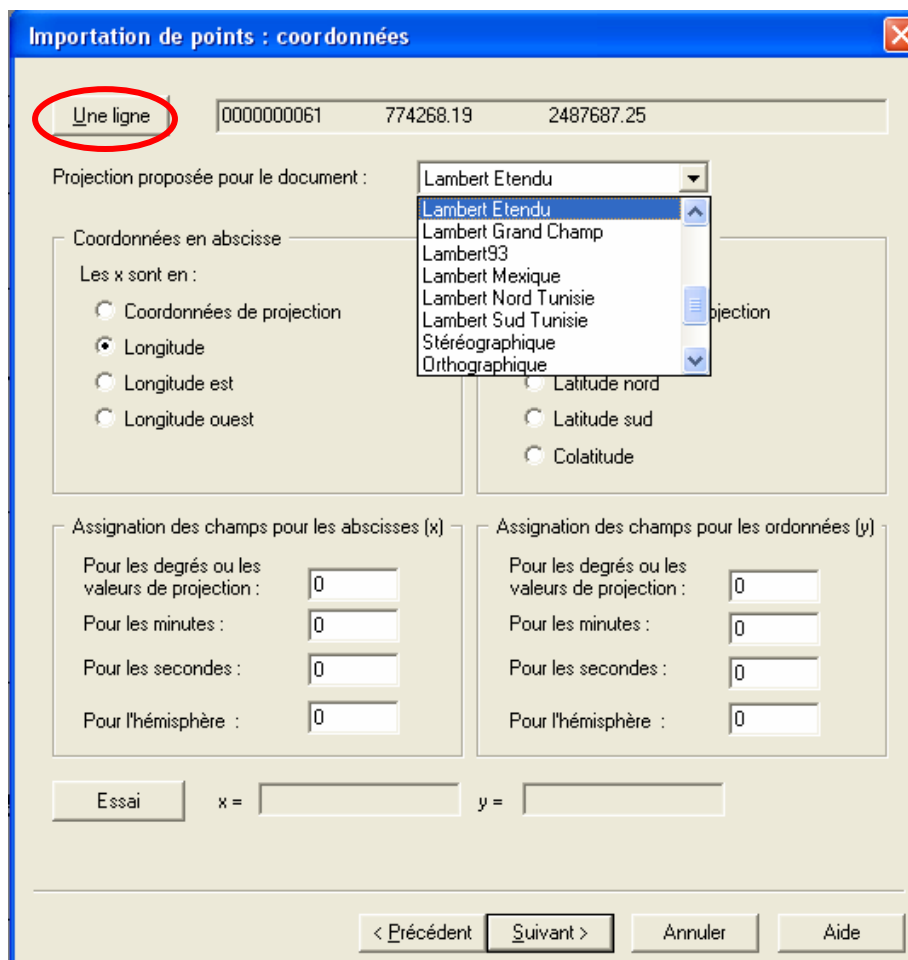 Importation de points : coordonnées
Une ligne
0000000061 774268.19 2487687.25
Projection proposée pour le document :
Lambert Etendu
Lambert Etendu
Lambert Grand Champ
Lambert93
Lambert Mexique
Lambert Nord Tunisie
Lambert Sud Tunisie
Stéréographique
Orthographique
Coordonnées en abscisse
Les x sont en :
Coordonnées de projection
Longitude
Longitude est
Longitude ouest
Latitude nord
Latitude sud
Colatitude
Assignation des champs pour les abscisses (x)
Pour les degrés ou les
valeurs de projection :
0
Pour les minutes :
0
Pour les secondes :
0
Pour l'hémisphère :
0
Assignation des champs pour les ordonnées (y)
Pour les degrés ou les
valeurs de projection :
0
Pour les minutes :
0
Pour les secondes :
0
Pour l'hémisphère :
0
Essai
x =
y =
< Précédent
Suivant >
Annuler
Aide